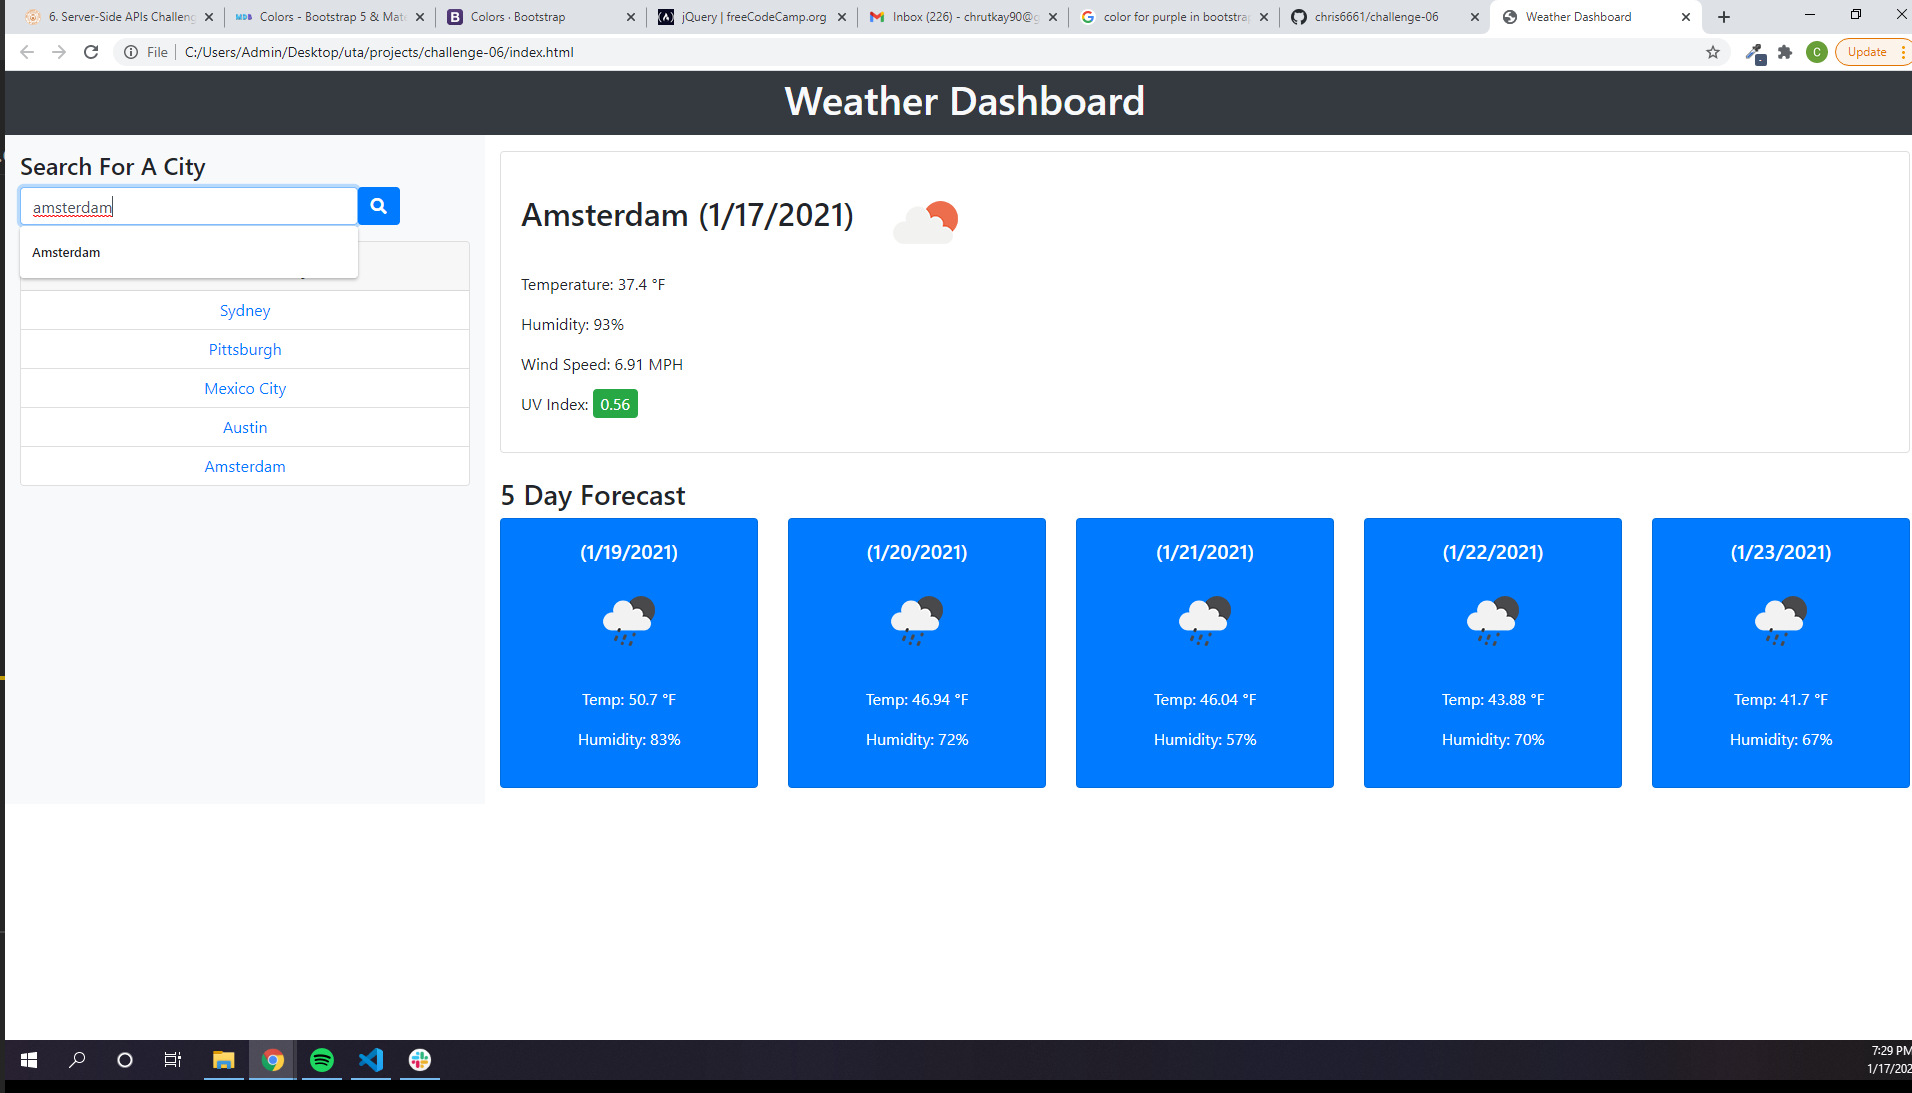 6. Server-Side APIs Challeng
Colors - Bootstrap 5 & Mate
Colors · Bootstrap
jQuery | freeCodeCamp.org
Inbox (226) - chrutkay90@g
color for purple in bootstrap
chris6661/challenge-06
Weather Dashboard
File
C:/Users/Admin/Desktop/uta/projects/challenge-06/index.html
C
Update
Weather Dashboard
Search For A City
amsterdam
Amsterdam
Sydney
Pittsburgh
Mexico City
Austin
Amsterdam
Amsterdam (1/17/2021)
Temperature: 37.4 °F
Humidity: 93%
Wind Speed: 6.91 MPH
UV Index: 0.56
5 Day Forecast
(1/19/2021)
Temp: 50.7 °F
Humidity: 83%
(1/20/2021)
Temp: 46.94 °F
Humidity: 72%
(1/21/2021)
Temp: 46.04 °F
Humidity: 57%
(1/22/2021)
Temp: 43.88 °F
Humidity: 70%
(1/23/2021)
Temp: 41.7 °F
Humidity: 67%
7:29 PM
1/17/202